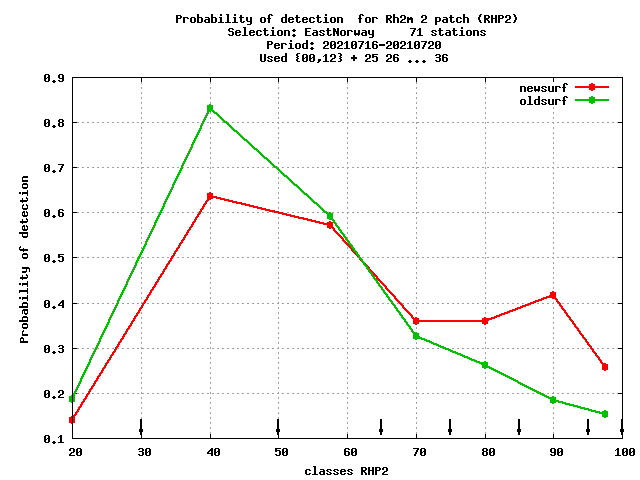 Probability of detection  for Rh2m 2 patch (RHP2)
Selection: EastNorway     71 stations
Period: 20210716-20210720
Used {00,12} + 25 26 ... 36
newsurf
oldsurf
0.9
0.8
0.7
0.6
0.5
0.4
0.3
0.2
0.1
Probability of detection
20 30 40 50 60 70 80 90 100
classes RHP2